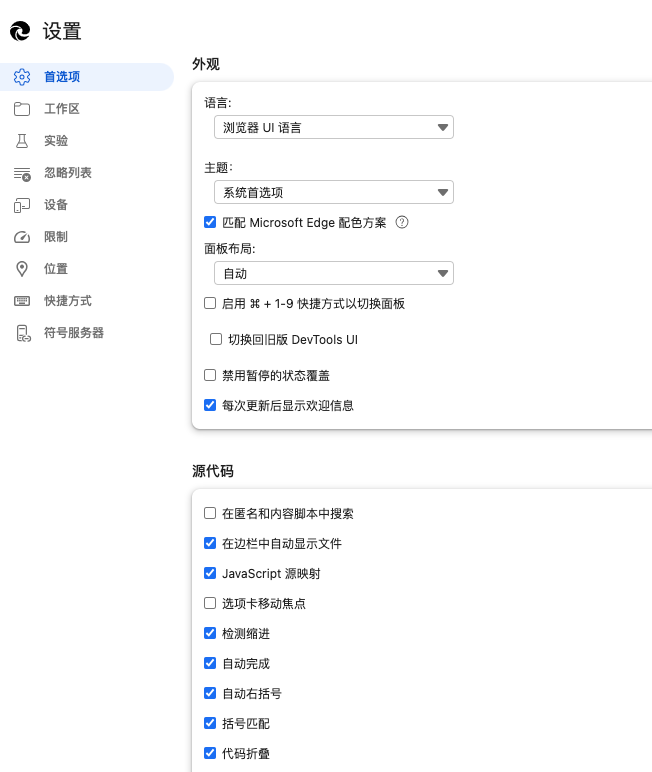 设置
首选项
工作区
实验
忽略列表
设备
限制
位置
快捷方式
符号服务器
外观
语言:
浏览器 UI 语言
主题:
系统首选项
匹配 Microsoft Edge 配色方案 ?
面板布局:
自动
启用 ⌘ + 1-9 快捷方式以切换面板
切换回旧版 DevTools UI
禁用暂停的状态覆盖
每次更新后显示欢迎信息
源代码
在匿名和内容脚本中搜索
在边栏中自动显示文件
JavaScript 源映射
选项卡移动焦点
检测缩进
自动完成
自动右括号
括号匹配
代码折叠